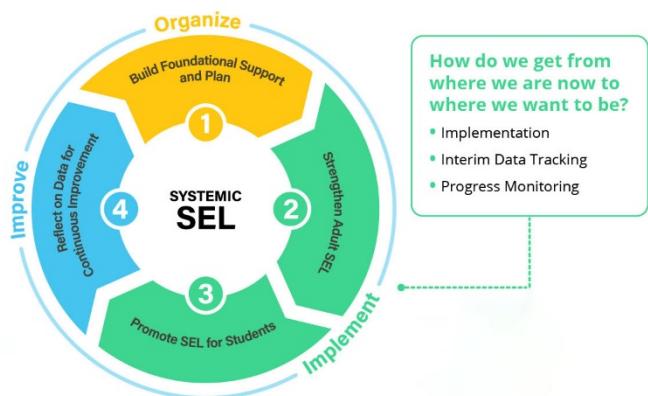 Organize
Build Foundational Support
and Plan
1
Strengthen Adult SEL
2
Implement
Promote SEL for Students
3
Improve
Reflect on Data for
Continuous Improvement
4
SYSTEMIC
SEL
How do we get from
where we are now to
where we want to be?
• Implementation
• Interim Data Tracking
• Progress Monitoring